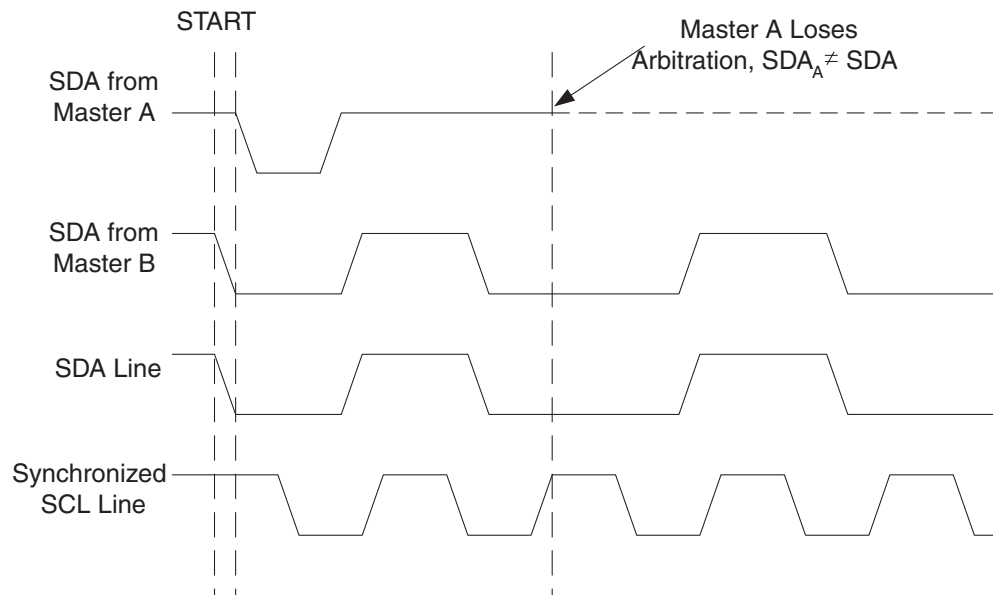 START
Master A Loses
Arbitration, SDA_A ≠ SDA
SDA from
Master A
SDA from
Master B
SDA Line
Synchronized
SCL Line